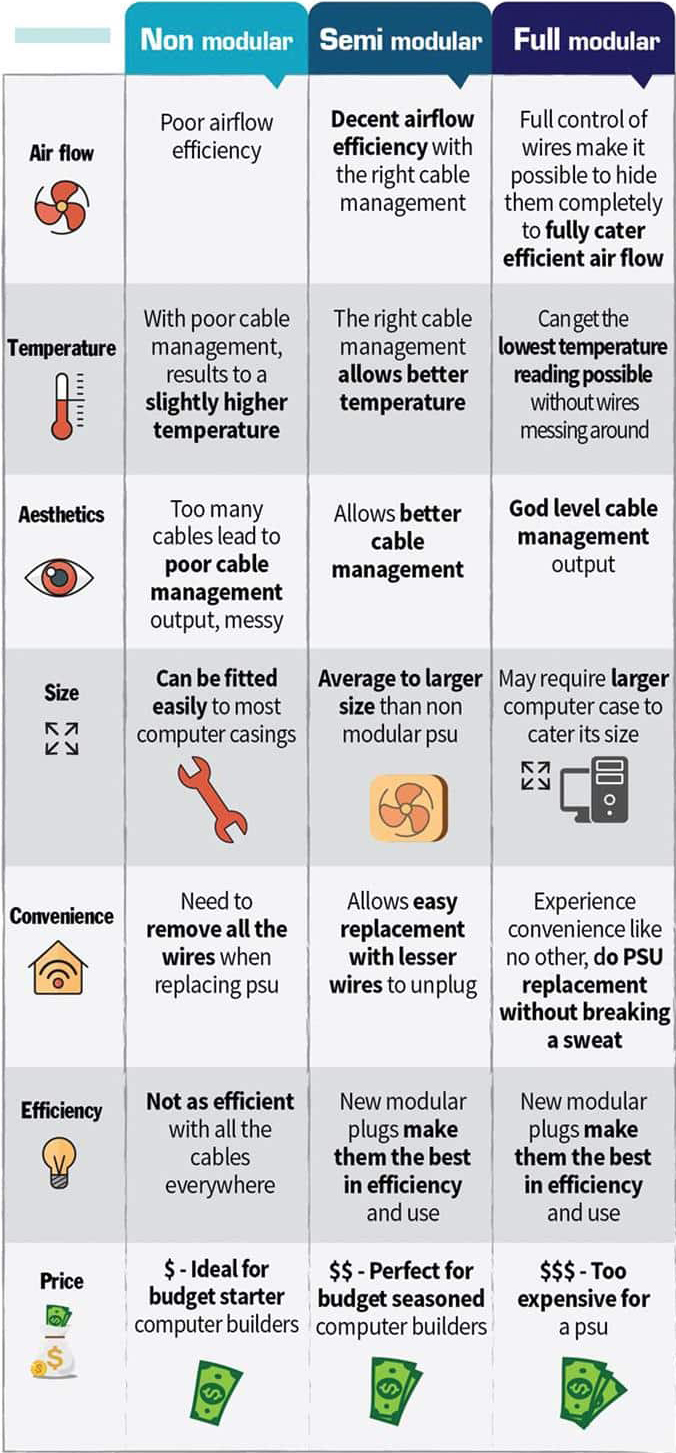 Non modular
Semi modular
Full modular
Air flow
Poor airflow
efficiency
Decent airflow
efficiency with
the right cable
management
Full control of
wires make it
possible to hide
them completely
to fully cater
efficient air flow
Temperature
With poor cable
management,
results to a
slightly higher
temperature
The right cable
management
allows better
temperature
Can get the
lowest temperature
reading possible
without wires
messing around
Aesthetics
Too many
cables lead to
poor cable
management
output, messy
Allows better
cable
management
God level cable
management
output
Size
Can be fitted
easily to most
computer casings
Average to larger
size than non
modular psu
May require larger
computer case to
cater its size
Convenience
Need to
remove all the
wires when
replacing psu
Allows easy
replacement
with lesser
wires to unplug
Experience
convenience like
no other, do PSU
replacement
without breaking
a sweat
Efficiency
Not as efficient
with all the
cables
everywhere
New modular
plugs make
them the best
in efficiency
and use
New modular
plugs make
them the best
in efficiency
and use
Price
$ - Ideal for
budget starter
computer builders
$$ - Perfect for
budget seasoned
computer builders
$$$ - Too
expensive for
a psu